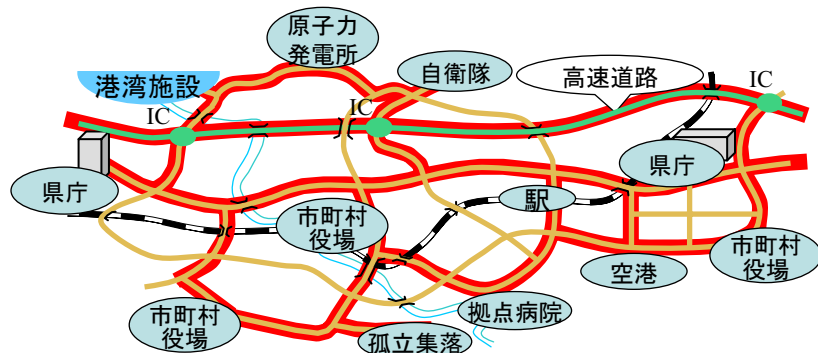 原子力
発電所
港湾施設
自衛隊
高速道路
IC
IC
IC
県庁
県庁
駅
市町村
役場
市町村
役場
空港
拠点病院
市町村
役場
孤立集落